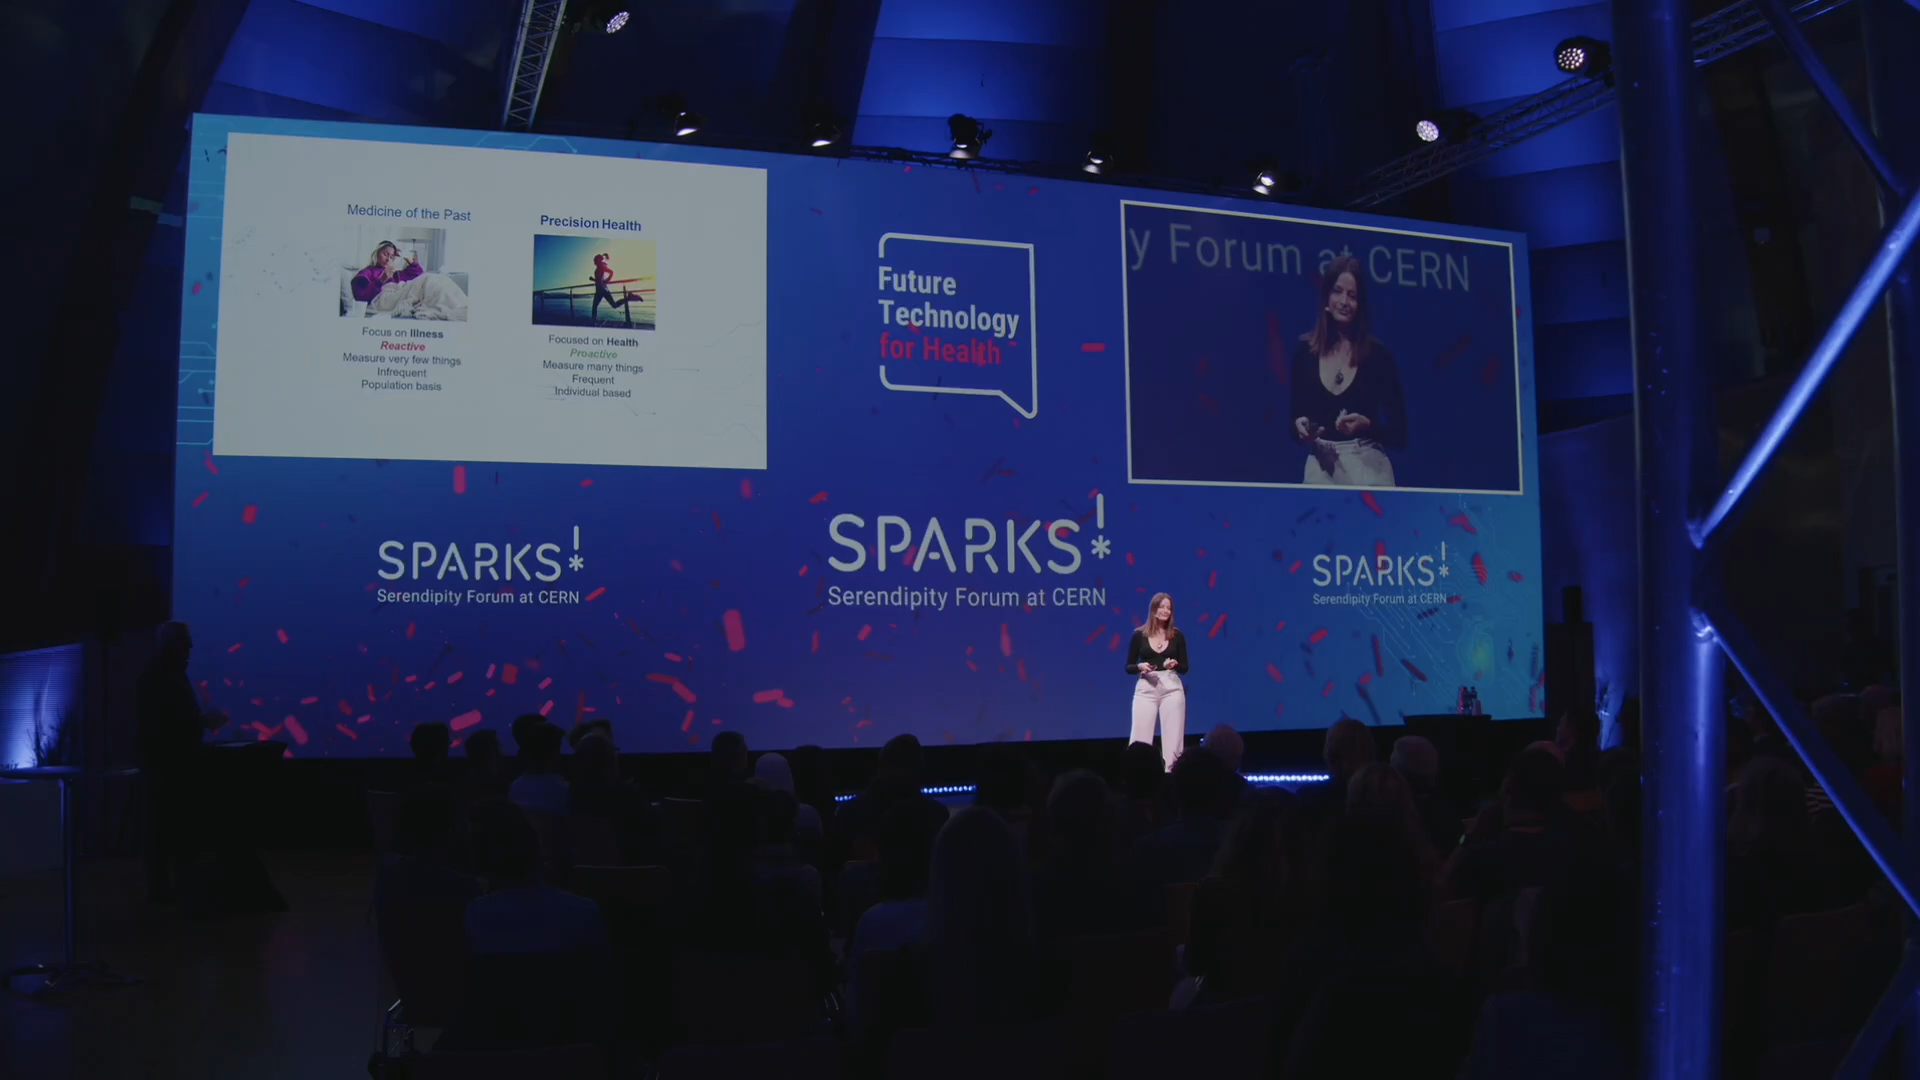 Medicine of the Past
Focus on Illness
Reactive
Measure very few things
Infrequent
Population basis
Precision Health
Focused on Health
Proactive
Measure many things
Frequent
Individual based
Future
Technology
for Health
y Forum at CERN
SPARKS!
Serendipity Forum at CERN
SPARKS!
Serendipity Forum at CERN
SPARKS!
Serendipity Forum at CERN